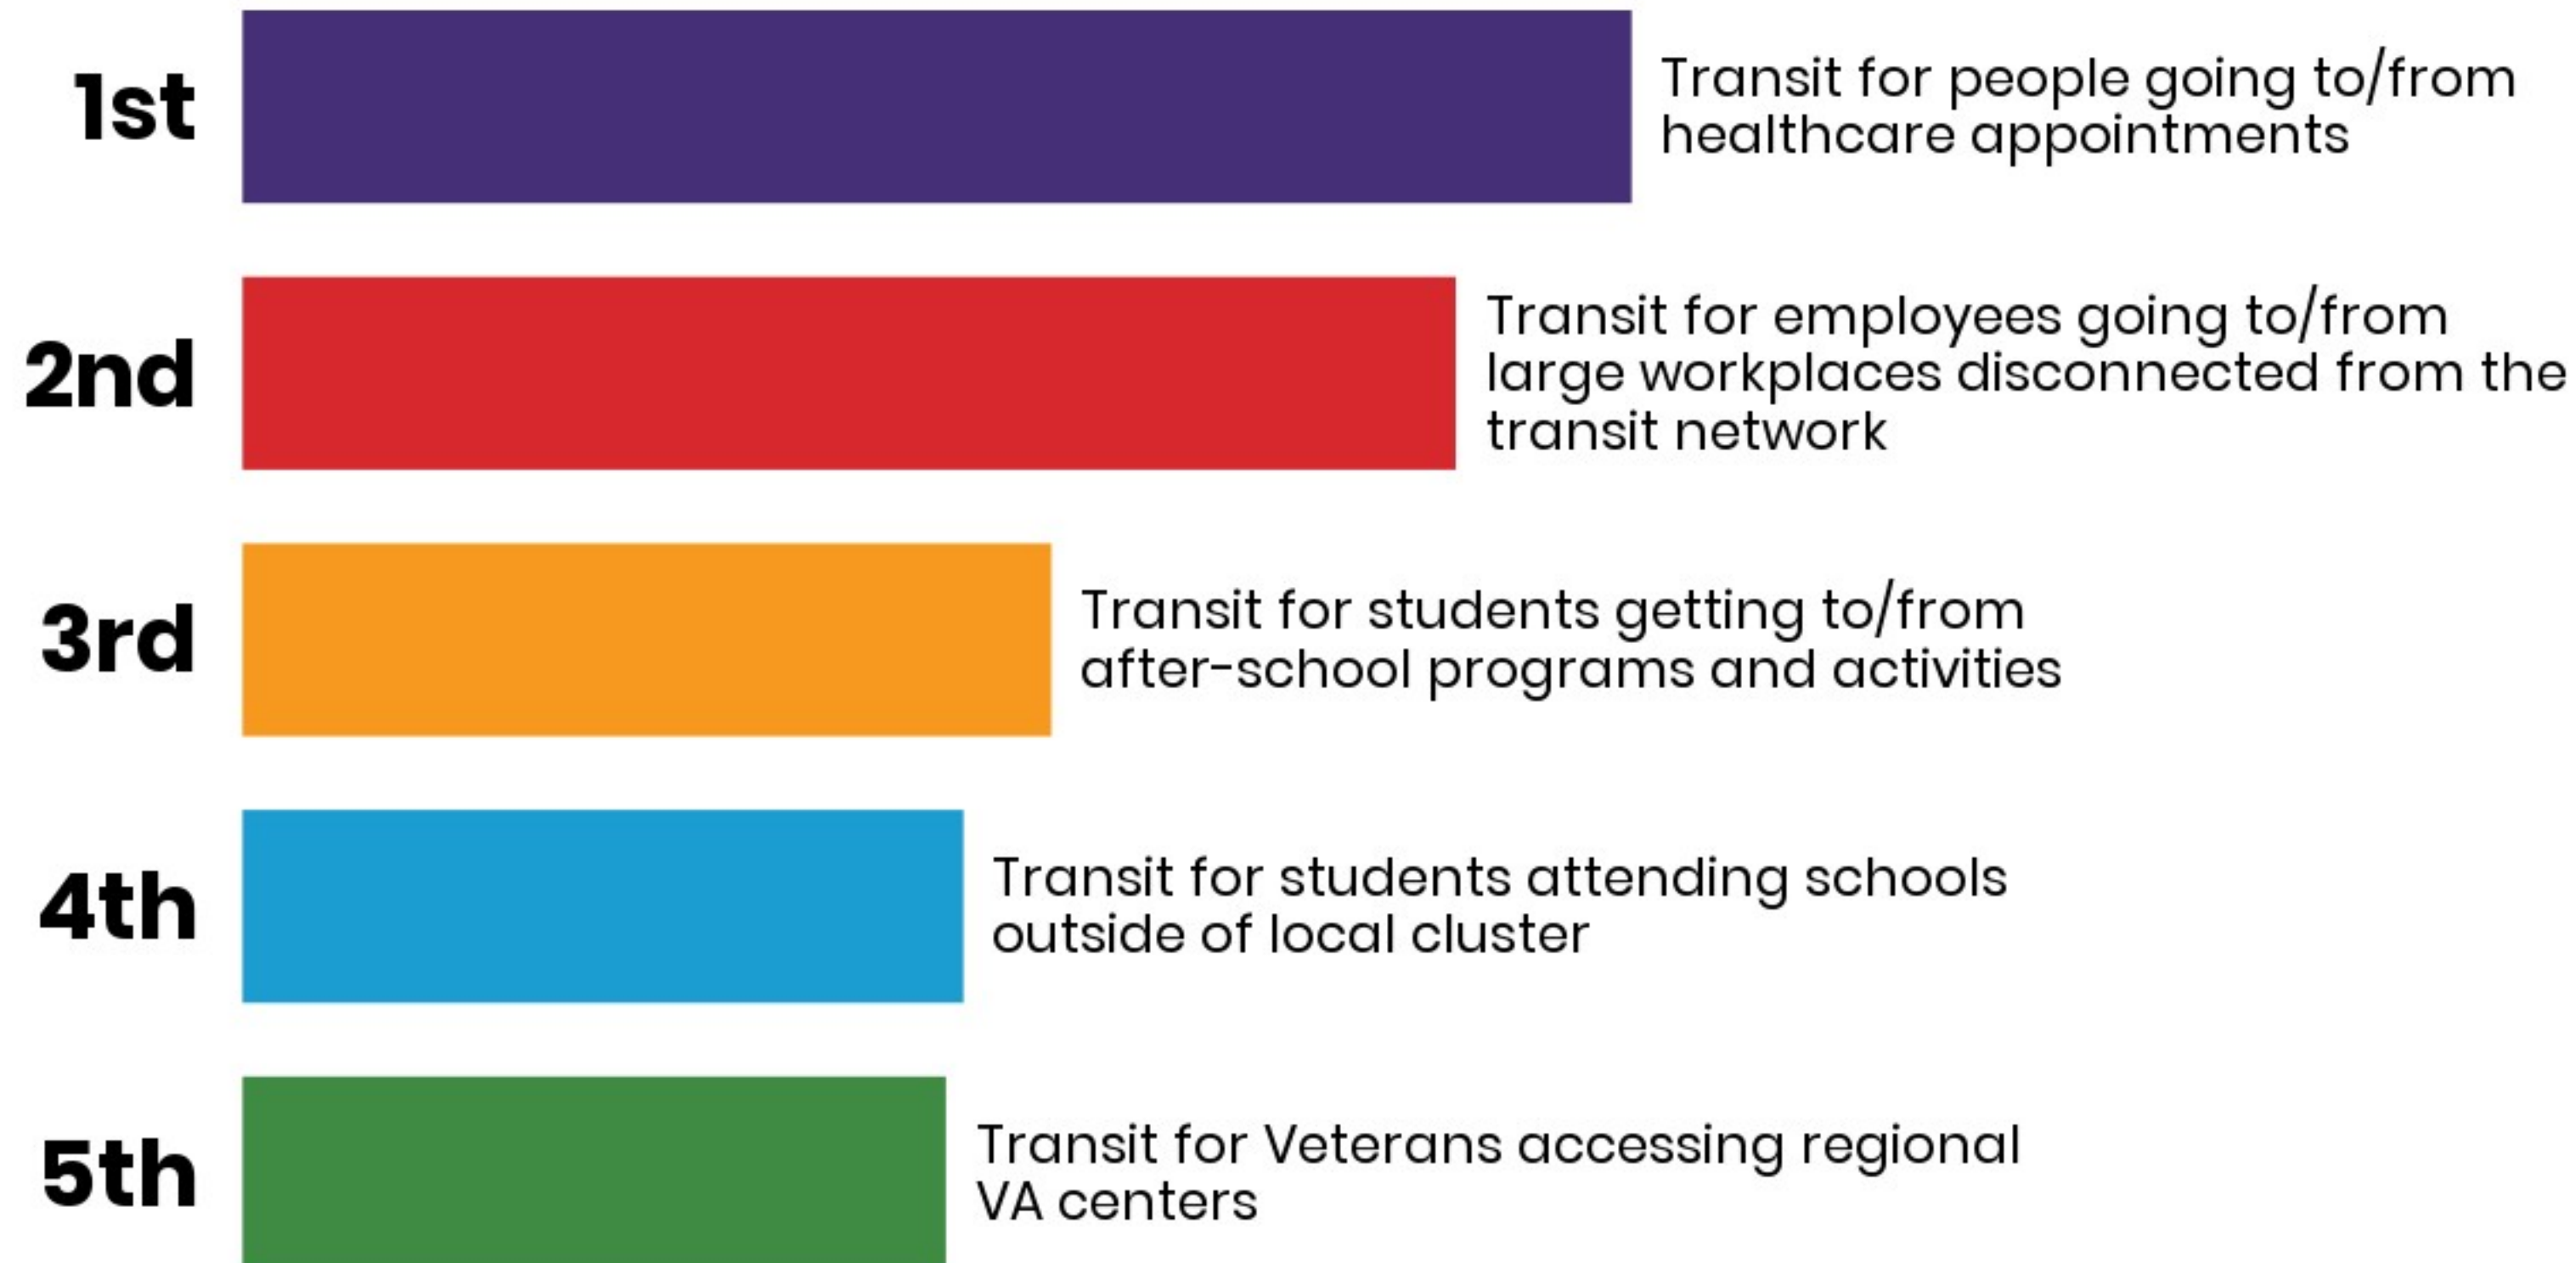 1st
Transit for people going to/from
healthcare appointments
2nd
Transit for employees going to/from
large workplaces disconnected from the
transit network
3rd
Transit for students getting to/from
after-school programs and activities
4th
Transit for students attending schools
outside of local cluster
5th
Transit for Veterans accessing regional
VA centers